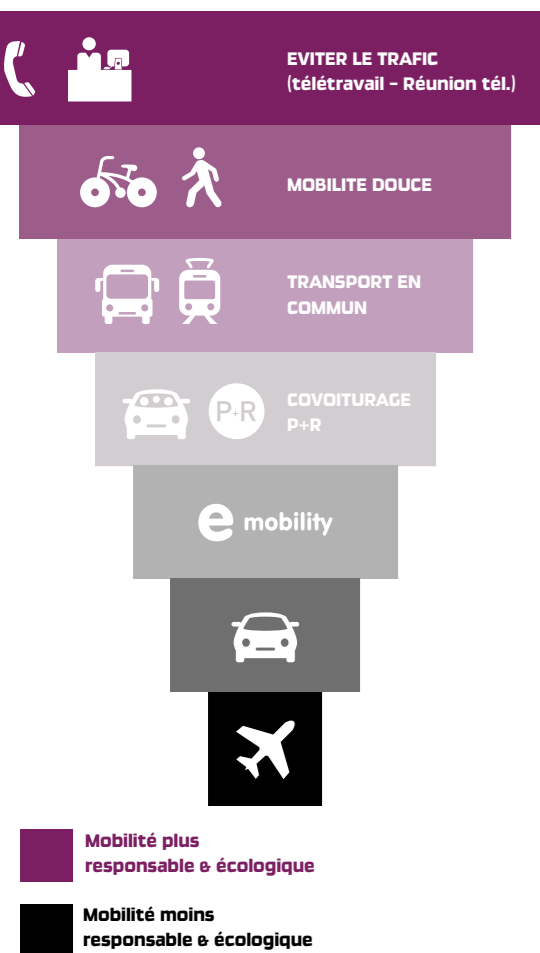 EVITER LE TRAFIC
(télétravail - Réunion tél.)
MOBILITE DOUCE
TRANSPORT EN
COMMUN
P+R
COVOITURAGE
P+R
e mobility
Mobilité plus
responsable & écologique
Mobilité moins
responsable & écologique